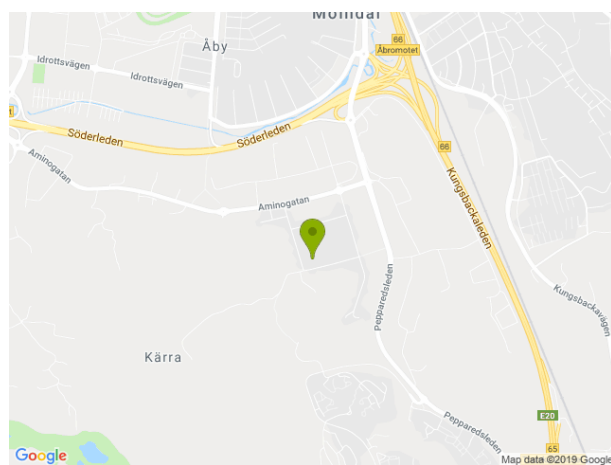 Mölndal
66
Åbromotet
Åby
Idrottsvägen
Idrottsvägen
Söderleden
Söderleden
66
Aminogatan
Aminogatan
Kungsbackaleden
Pepparedsleden
Kungsbackavägen
Kärra
Pepparedsleden
E20
65
Google
Map data ©2019 Google